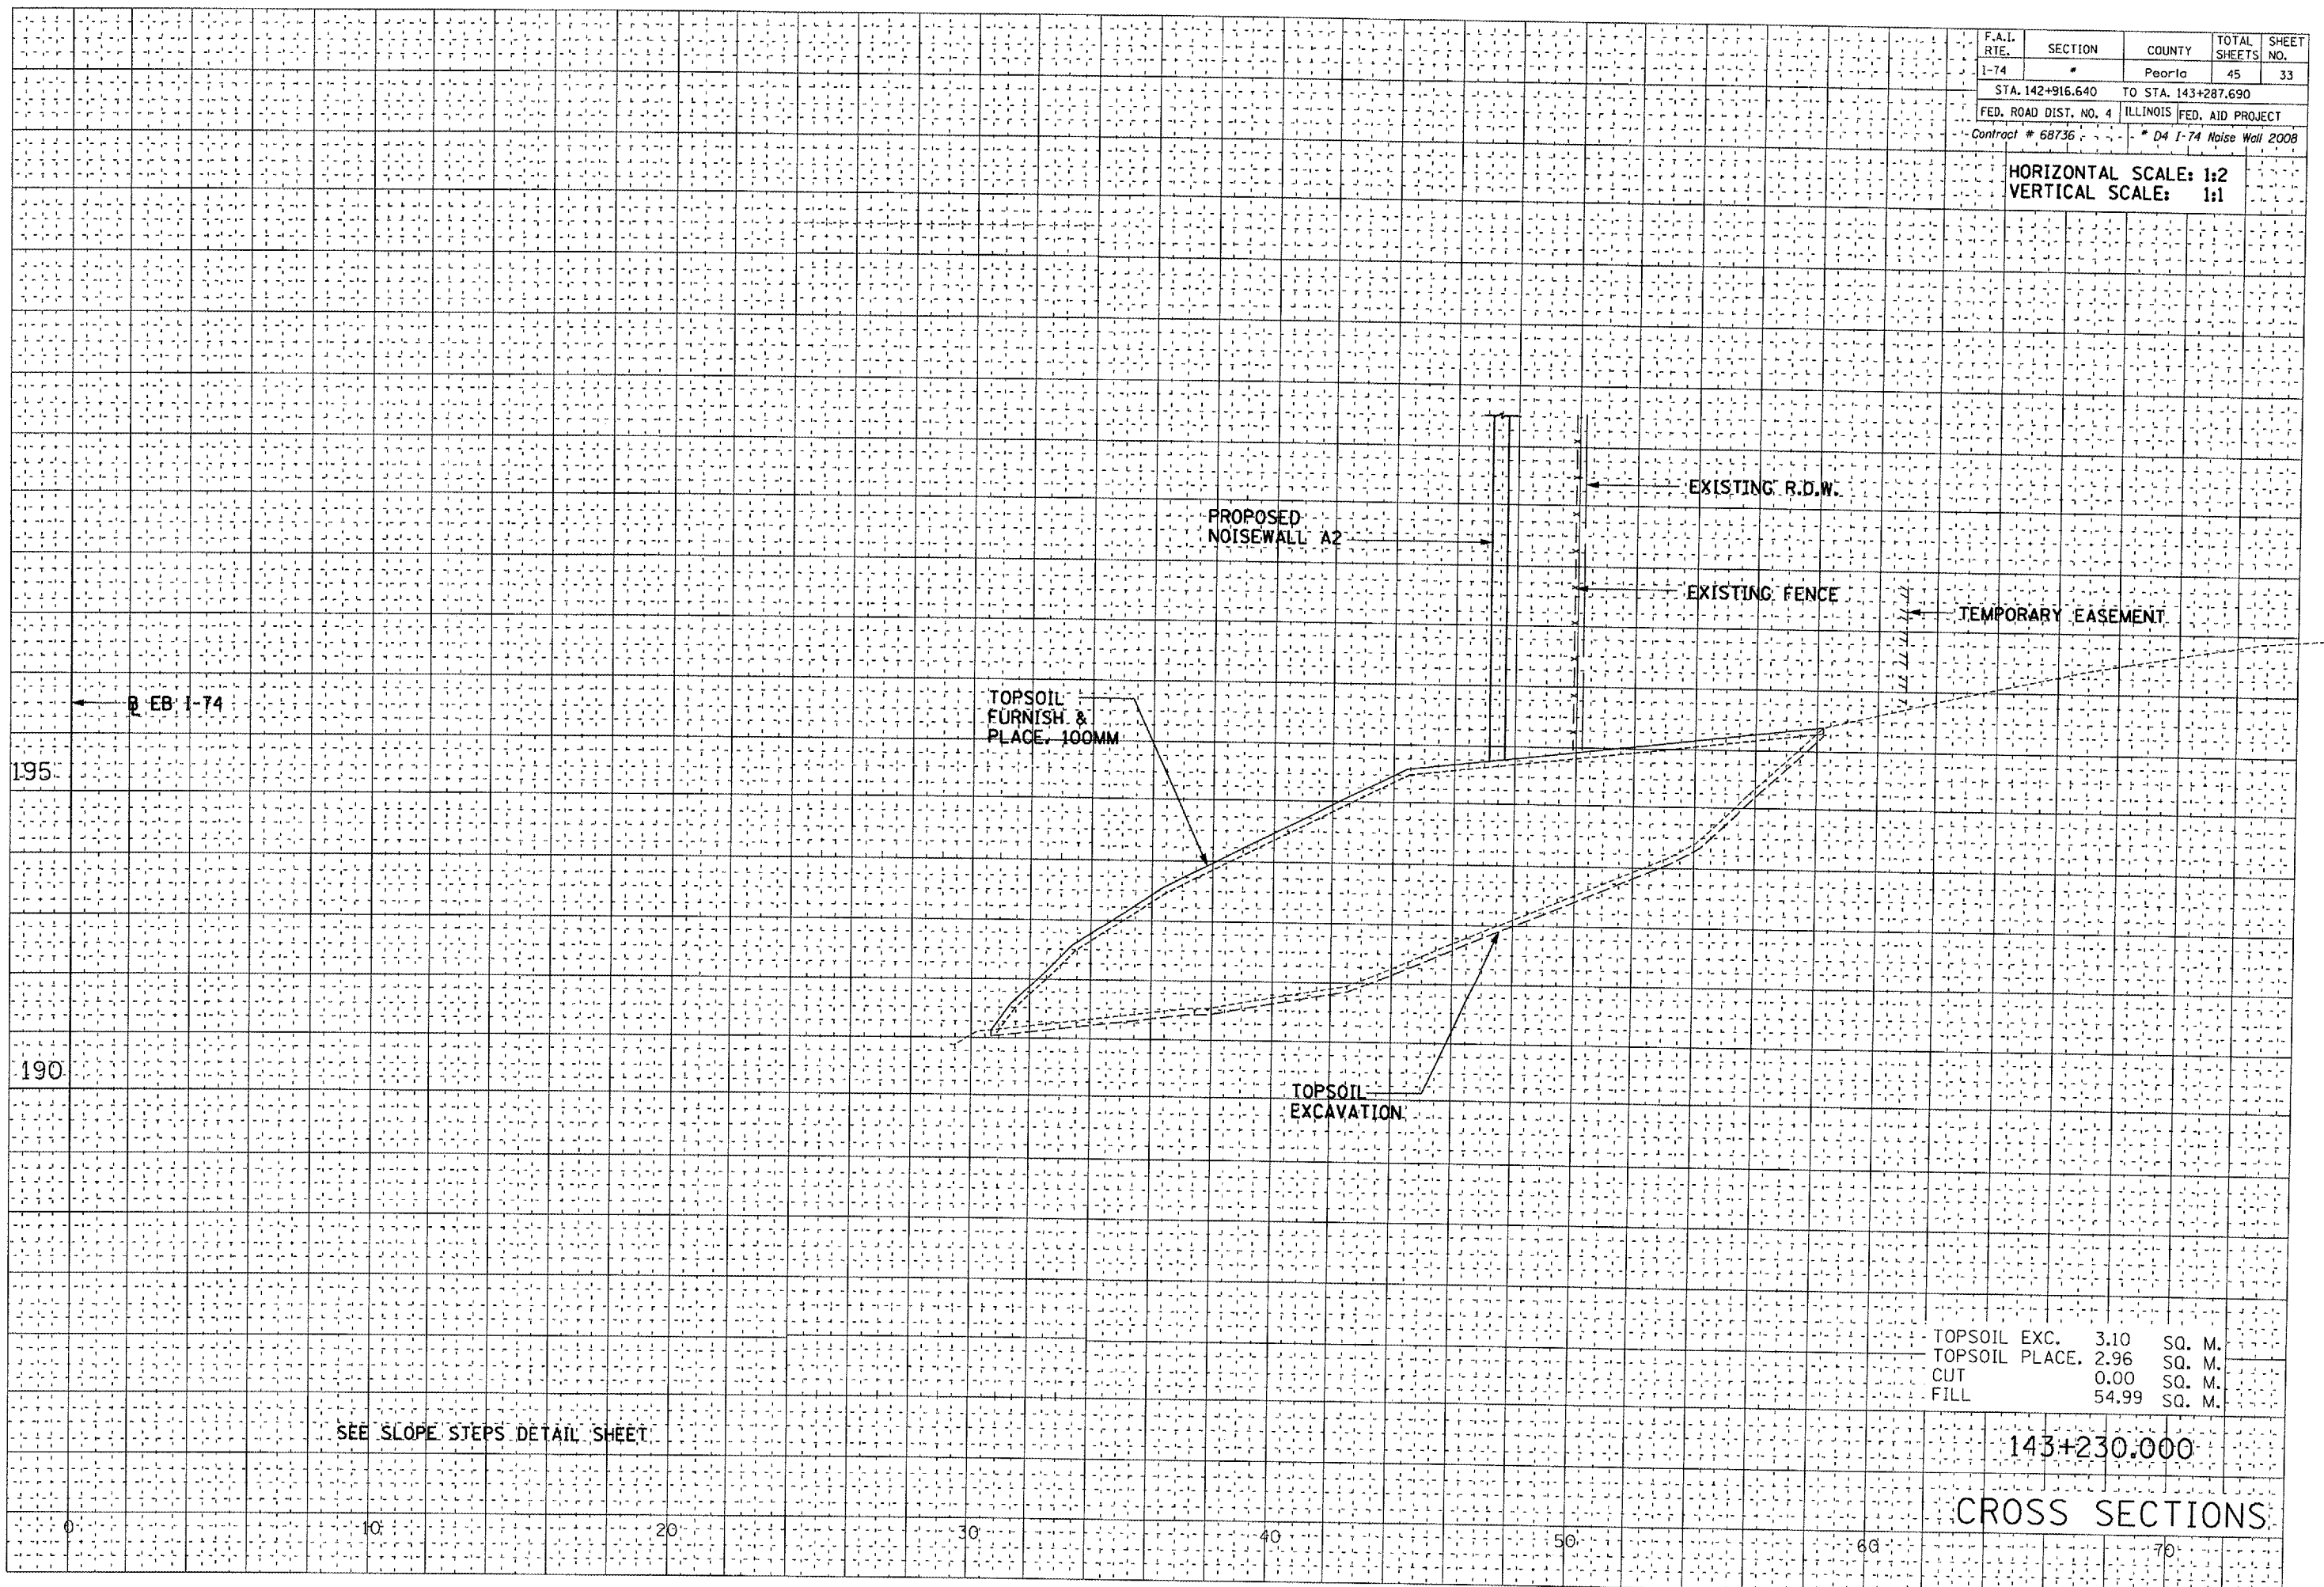 F.A.I. RTE. SECTION COUNTY TOTAL SHEETS SHEET NO.
I-74 * Peoria 45 33
STA. 142+916.640 TO STA. 143+287.690
FED. ROAD DIST. NO. 4 ILLINOIS FED. AID PROJECT
Contract # 68736 * D4 I-74 Noise Wall 2008
HORIZONTAL SCALE: 1:2
VERTICAL SCALE: 1:1
EXISTING R.O.W.
PROPOSED
NOISEWALL A2
EXISTING FENCE
TEMPORARY EASEMENT
TOPSOIL
FURNISH &
PLACE, 100MM
℄ EB I-74
195
190
TOPSOIL
EXCAVATION
TOPSOIL EXC. 3.10 SQ. M.
TOPSOIL PLACE. 2.96 SQ. M.
CUT 0.00 SQ. M.
FILL 54.99 SQ. M.
SEE SLOPE STEPS DETAIL SHEET
143+230.000
CROSS SECTIONS
0 10 20 30 40 50 60 70